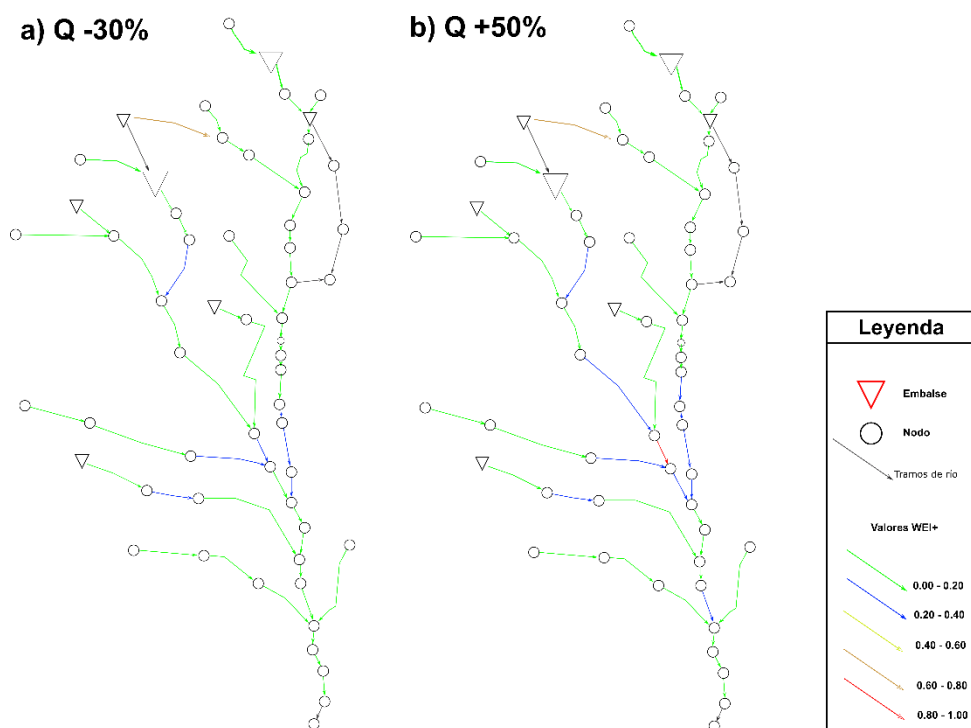 a) Q -30%
b) Q +50%
Leyenda
Embalse
Nodo
Tramos de río
Valores WEI+
0.00 - 0.20
0.20 - 0.40
0.40 - 0.60
0.60 - 0.80
0.80 - 1.00